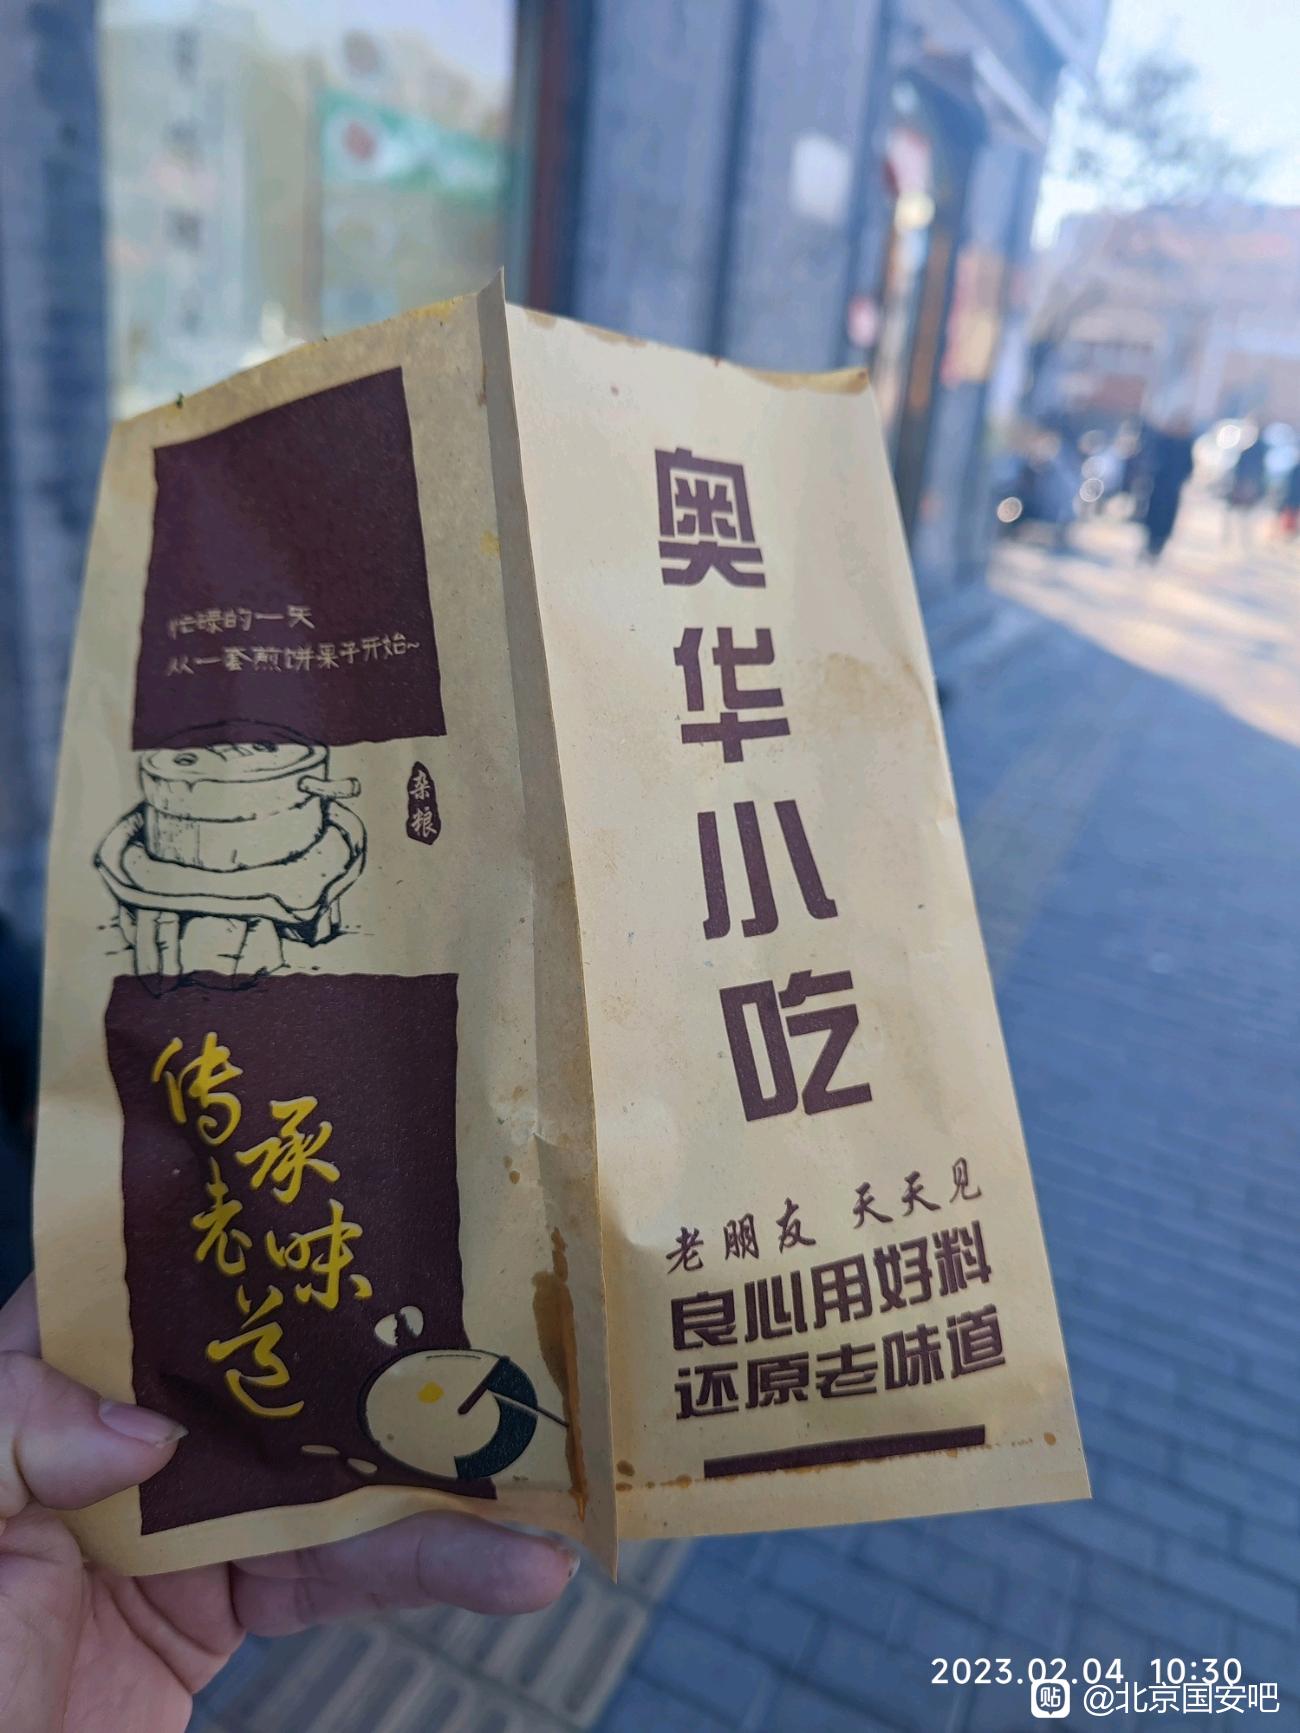 忙碌的一天
从一套煎饼果子开始~
杂粮
传承
老味道
奥华小吃
老朋友 天天见
良心用好料
还原老味道
2023.02.04 10:30
贴 @北京国安吧